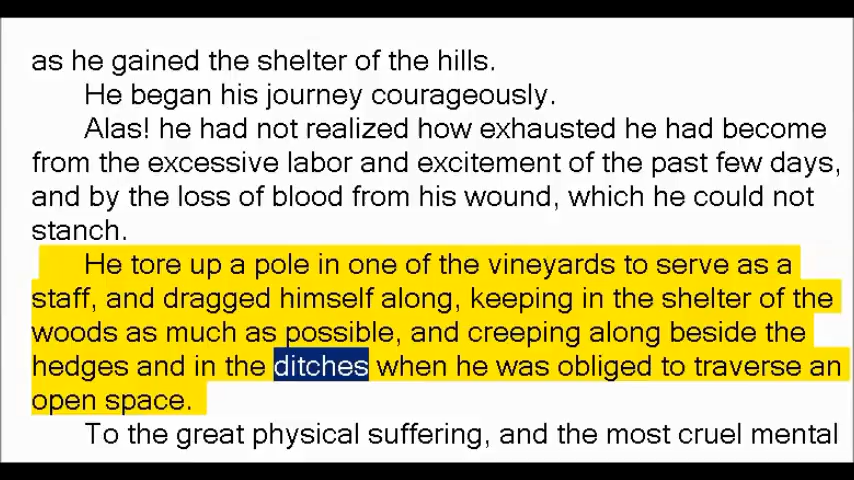 as he gained the shelter of the hills.
He began his journey courageously.
Alas! he had not realized how exhausted he had become
from the excessive labor and excitement of the past few days,
and by the loss of blood from his wound, which he could not
stanch.
He tore up a pole in one of the vineyards to serve as a
staff, and dragged himself along, keeping in the shelter of the
woods as much as possible, and creeping along beside the
hedges and in the ditches when he was obliged to traverse an
open space.
To the great physical suffering, and the most cruel mental